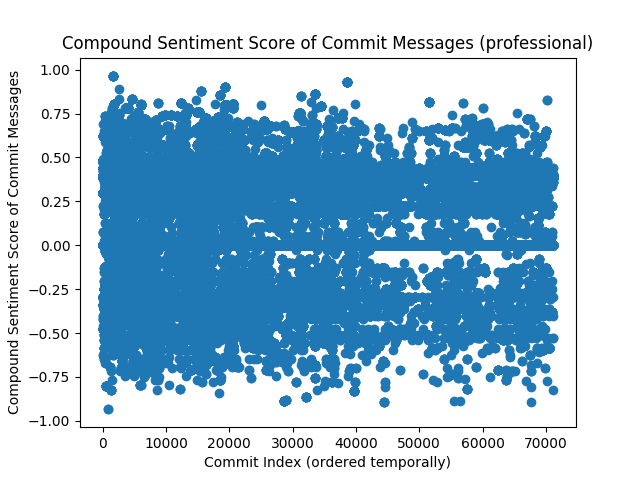 Compound Sentiment Score of Commit Messages (professional)
Compound Sentiment Score of Commit Messages
1.00
0.75
0.50
0.25
0.00
−0.25
−0.50
−0.75
−1.00
0 10000 20000 30000 40000 50000 60000 70000
Commit Index (ordered temporally)